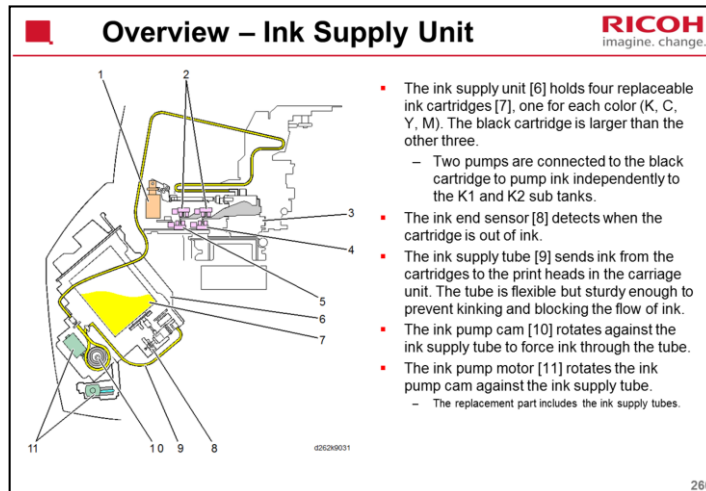 Overview – Ink Supply Unit
RICOH
imagine. change.
1
2
3
4
5
6
7
8
9
10
11
d262k9031
▪ The ink supply unit [6] holds four replaceable
ink cartridges [7], one for each color (K, C,
Y, M). The black cartridge is larger than the
other three.
– Two pumps are connected to the black
cartridge to pump ink independently to
the K1 and K2 sub tanks.
▪ The ink end sensor [8] detects when the
cartridge is out of ink.
▪ The ink supply tube [9] sends ink from the
cartridges to the print heads in the carriage
unit. The tube is flexible but sturdy enough to
prevent kinking and blocking the flow of ink.
▪ The ink pump cam [10] rotates against the
ink supply tube to force ink through the tube.
▪ The ink pump motor [11] rotates the ink
pump cam against the ink supply tube.
– The replacement part includes the ink supply tubes.